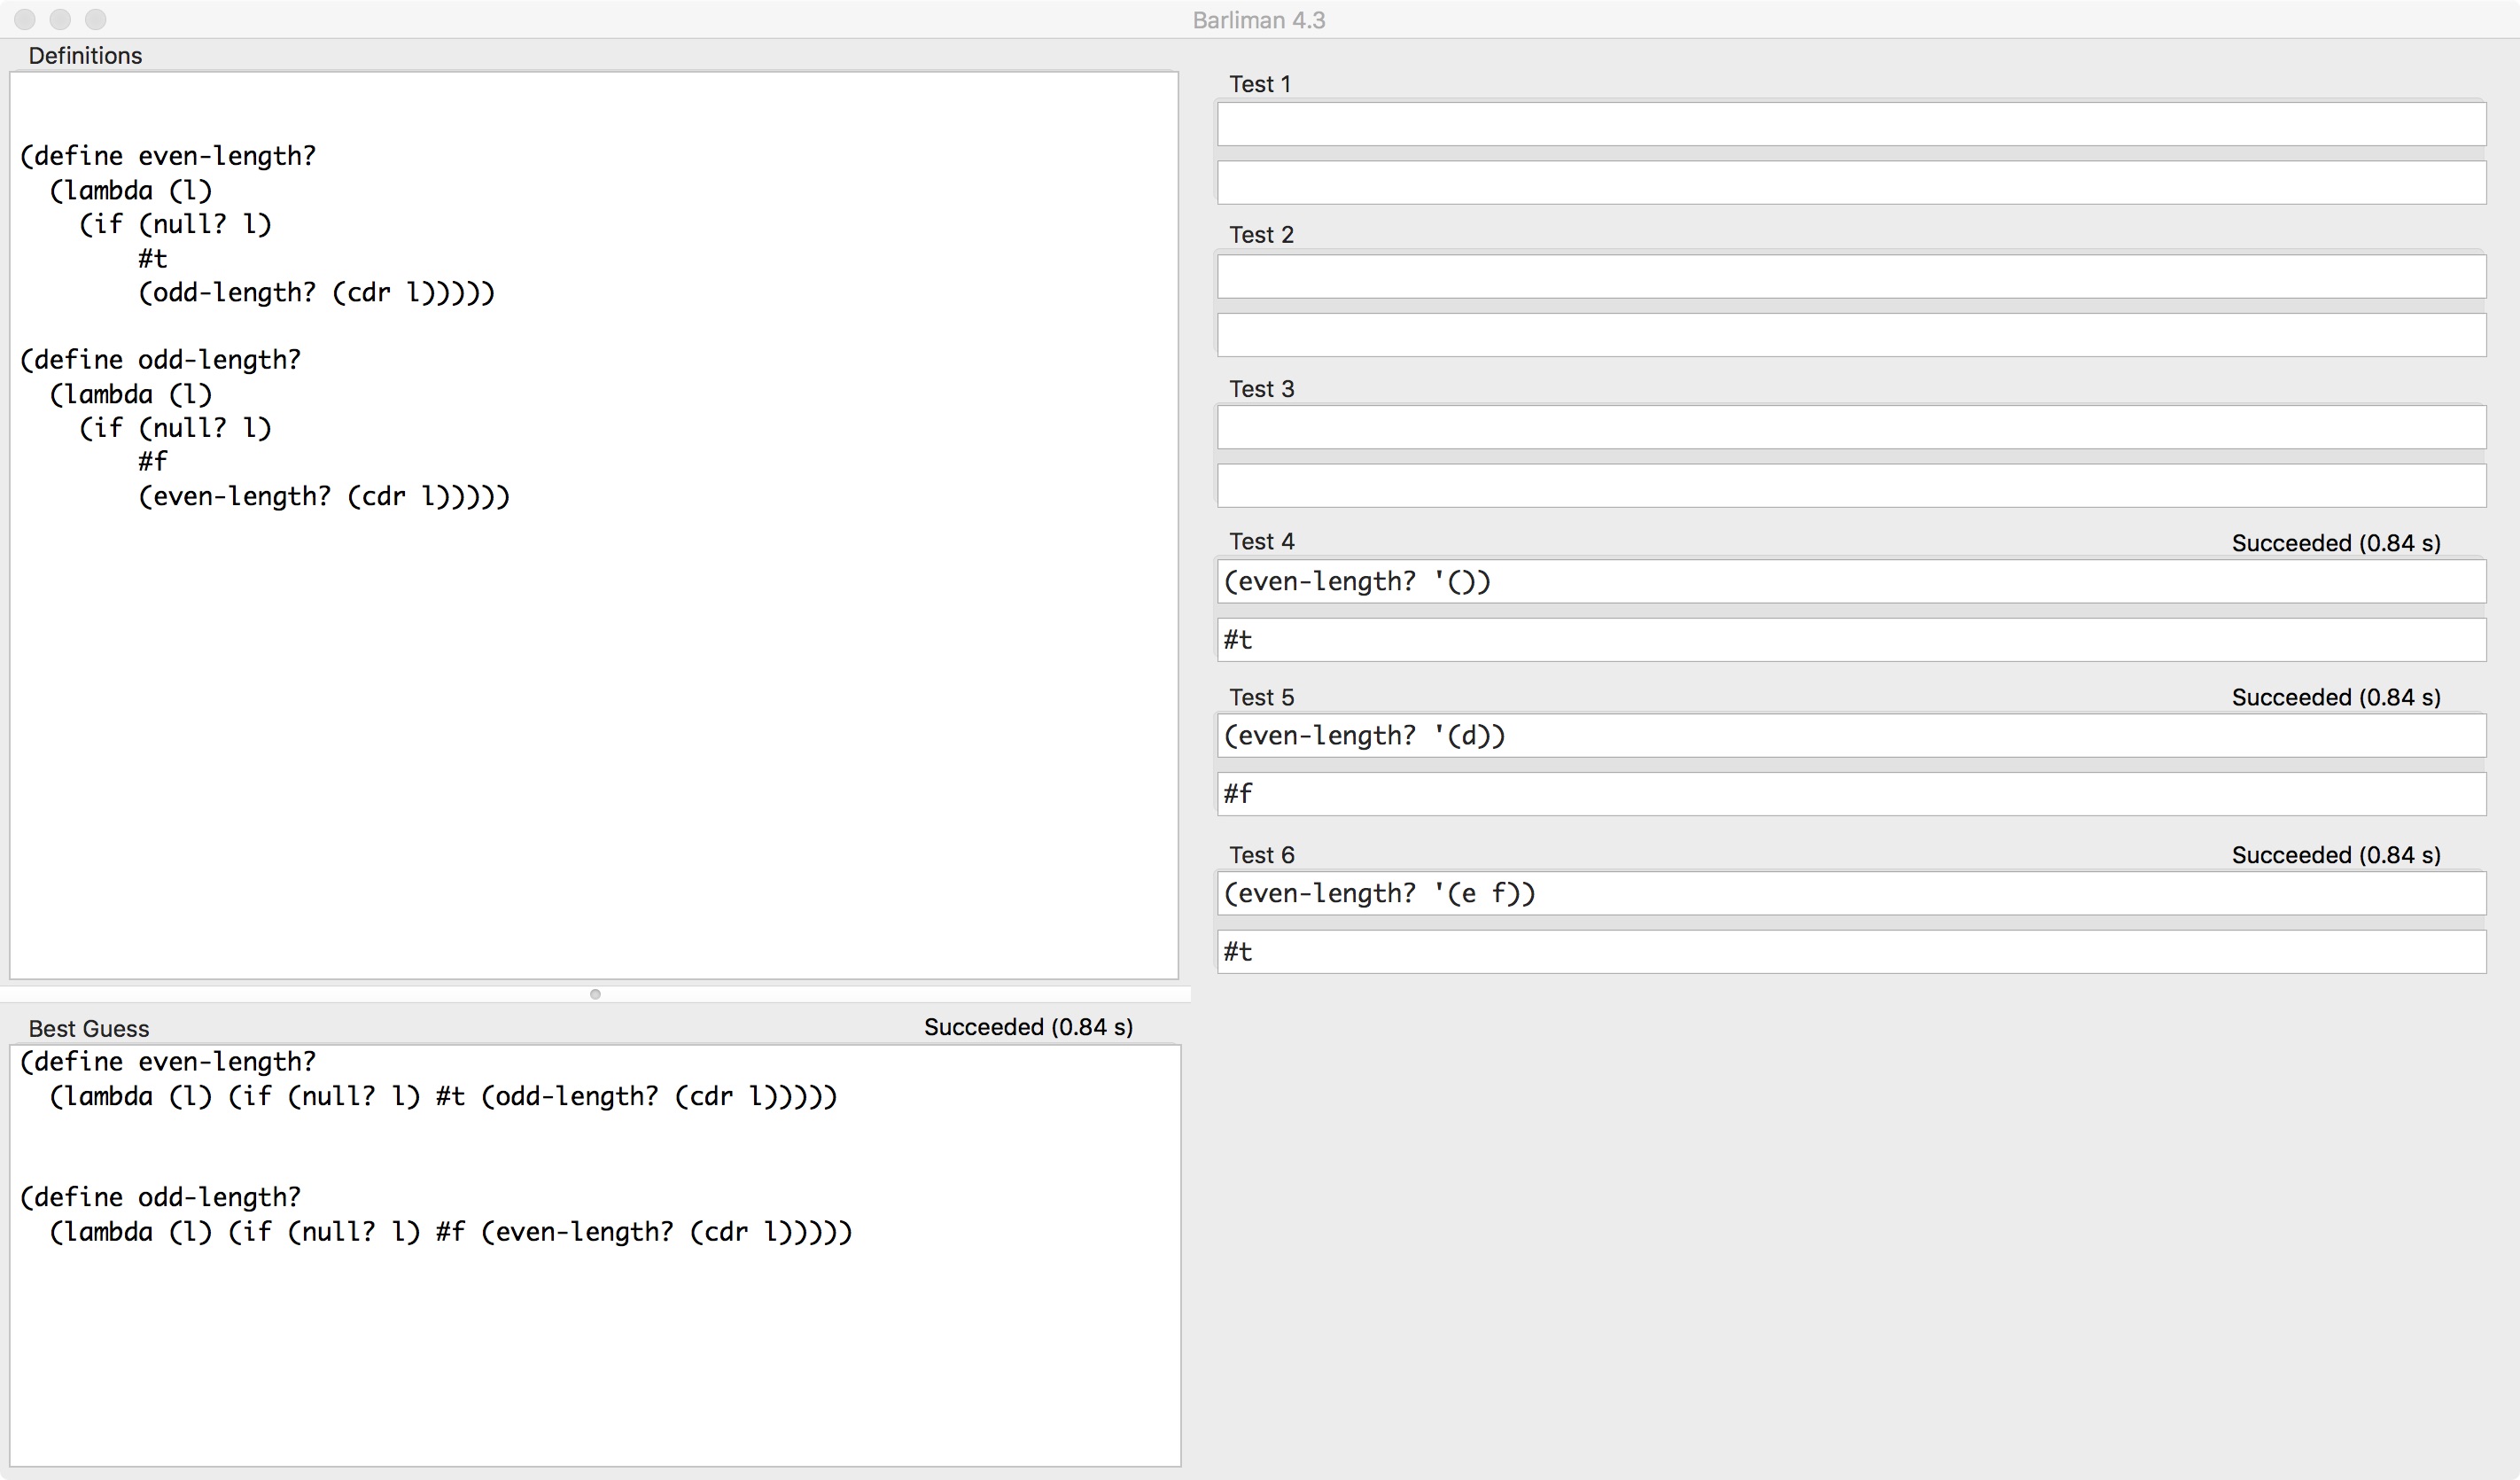 Barliman 4.3
Definitions
(define even-length?
  (lambda (l)
    (if (null? l)
        #t
        (odd-length? (cdr l)))))
(define odd-length?
  (lambda (l)
    (if (null? l)
        #f
        (even-length? (cdr l)))))
Best Guess Succeeded (0.84 s)
(define even-length?
  (lambda (l) (if (null? l) #t (odd-length? (cdr l)))))
(define odd-length?
  (lambda (l) (if (null? l) #f (even-length? (cdr l)))))
Test 1
Test 2
Test 3
Test 4 Succeeded (0.84 s)
(even-length? '())
#t
Test 5 Succeeded (0.84 s)
(even-length? '(d))
#f
Test 6 Succeeded (0.84 s)
(even-length? '(e f))
#t